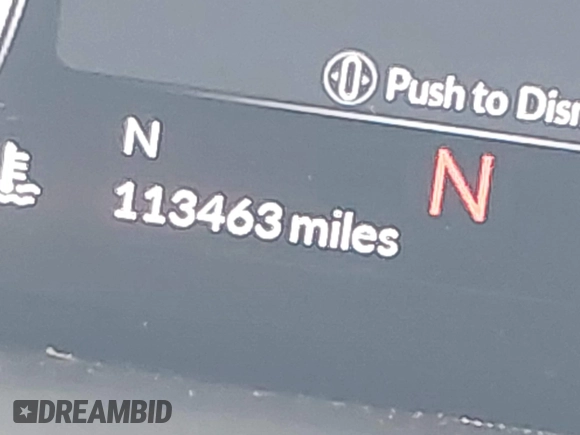 Push to Dis
N
N
113463 miles
DREAMBID